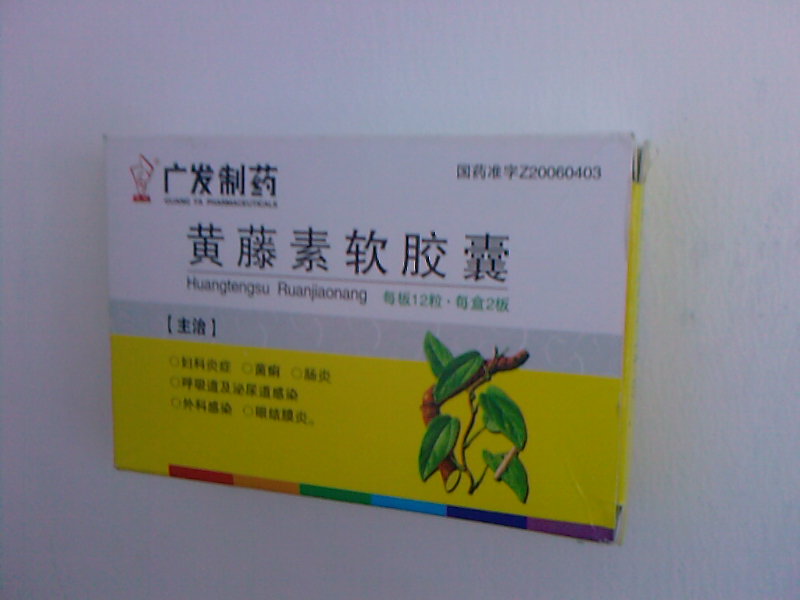 广发制药
GUANG FA PHARMACEUTICALS
国药准字Z20060403
黄藤素软胶囊
Huangtengsu Ruanjiaonang
每板12粒·每盒2板
【主治】
○妇科炎症 ○菌痢 ○肠炎
○呼吸道及泌尿道感染
○外科感染 ○眼结膜炎。